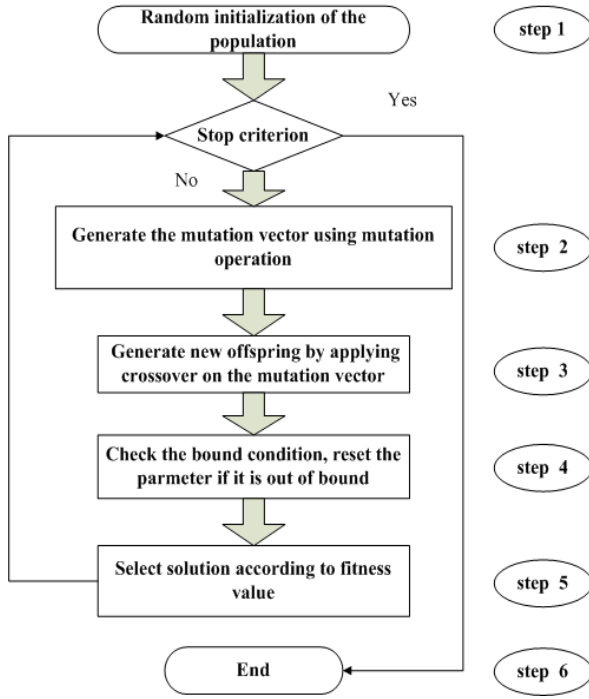 Random initialization of the
population
step 1
Yes
Stop criterion
No
Generate the mutation vector using mutation
operation
step 2
Generate new offspring by applying
crossover on the mutation vector
step 3
Check the bound condition, reset the
parmeter if it is out of bound
step 4
Select solution according to fitness
value
step 5
End
step 6